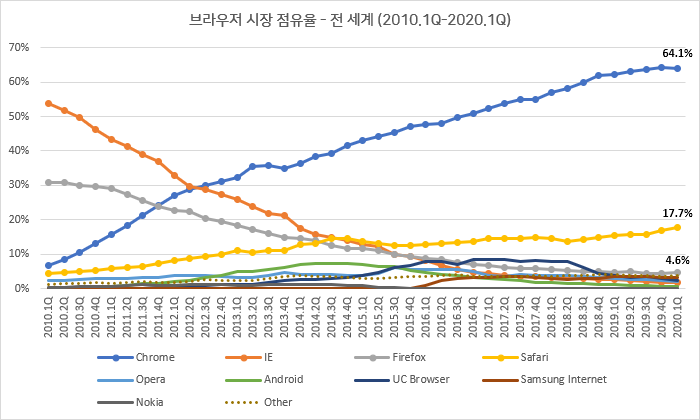 브라우저 시장 점유율 - 전 세계 (2010.1Q-2020.1Q)
70%
64.1%
60%
50%
40%
30%
20%
17.7%
10%
4.6%
0%
2010.1Q 2010.2Q 2010.3Q 2010.4Q 2011.1Q 2011.2Q 2011.3Q 2011.4Q 2012.1Q 2012.2Q 2012.3Q 2012.4Q 2013.1Q 2013.2Q 2013.3Q 2013.4Q 2014.1Q 2014.2Q 2014.3Q 2014.4Q 2015.1Q 2015.2Q 2015.3Q 2015.4Q 2016.1Q 2016.2Q 2016.3Q 2016.4Q 2017.1Q 2017.2Q 2017.3Q 2017.4Q 2018.1Q 2018.2Q 2018.3Q 2018.4Q 2019.1Q 2019.2Q 2019.3Q 2019.4Q 2020.1Q
Chrome IE Firefox Safari
Opera Android UC Browser Samsung Internet
Nokia Other